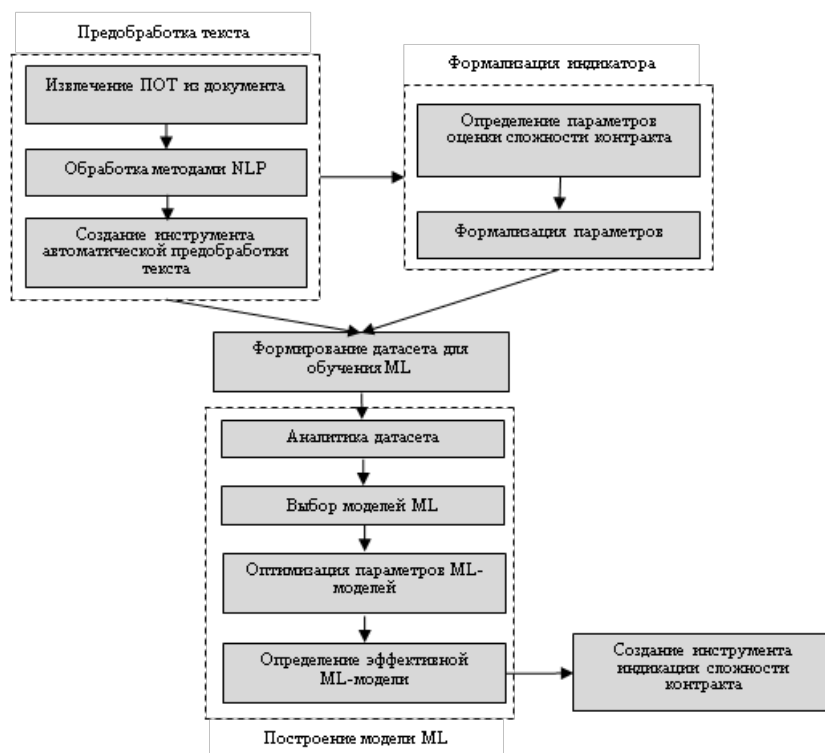 Предобработка текста
Извлечение ПОТ из документа
Обработка методами NLP
Создание инструмента
автоматической предобработки
текста
Формализация индикатора
Определение параметров
оценки сложности контракта
Формализация параметров
Формирование датасета для
обучения ML
Аналитика датасета
Выбор моделей ML
Оптимизация параметров ML-
моделей
Определение эффективной
ML-модели
Построение модели ML
Создание инструмента
индикации сложности
контракта